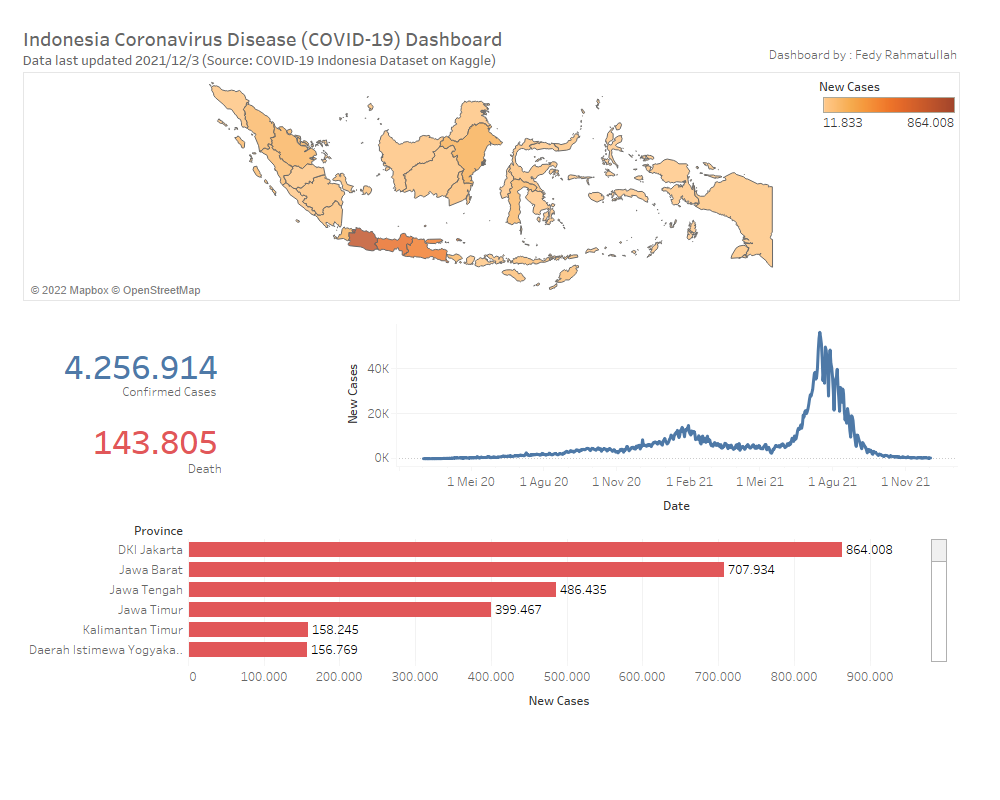 Indonesia Coronavirus Disease (COVID-19) Dashboard
Data last updated 2021/12/3 (Source: COVID-19 Indonesia Dataset on Kaggle)
Dashboard by : Fedy Rahmatullah
New Cases
11.833 864.008
© 2022 Mapbox © OpenStreetMap
4.256.914
Confirmed Cases
143.805
Death
New Cases
40K
20K
0K
1 Mei 20 1 Agu 20 1 Nov 20 1 Feb 21 1 Mei 21 1 Agu 21 1 Nov 21
Date
Province
DKI Jakarta 864.008
Jawa Barat 707.934
Jawa Tengah 486.435
Jawa Timur 399.467
Kalimantan Timur 158.245
Daerah Istimewa Yogyaka.. 156.769
0 100.000 200.000 300.000 400.000 500.000 600.000 700.000 800.000 900.000
New Cases